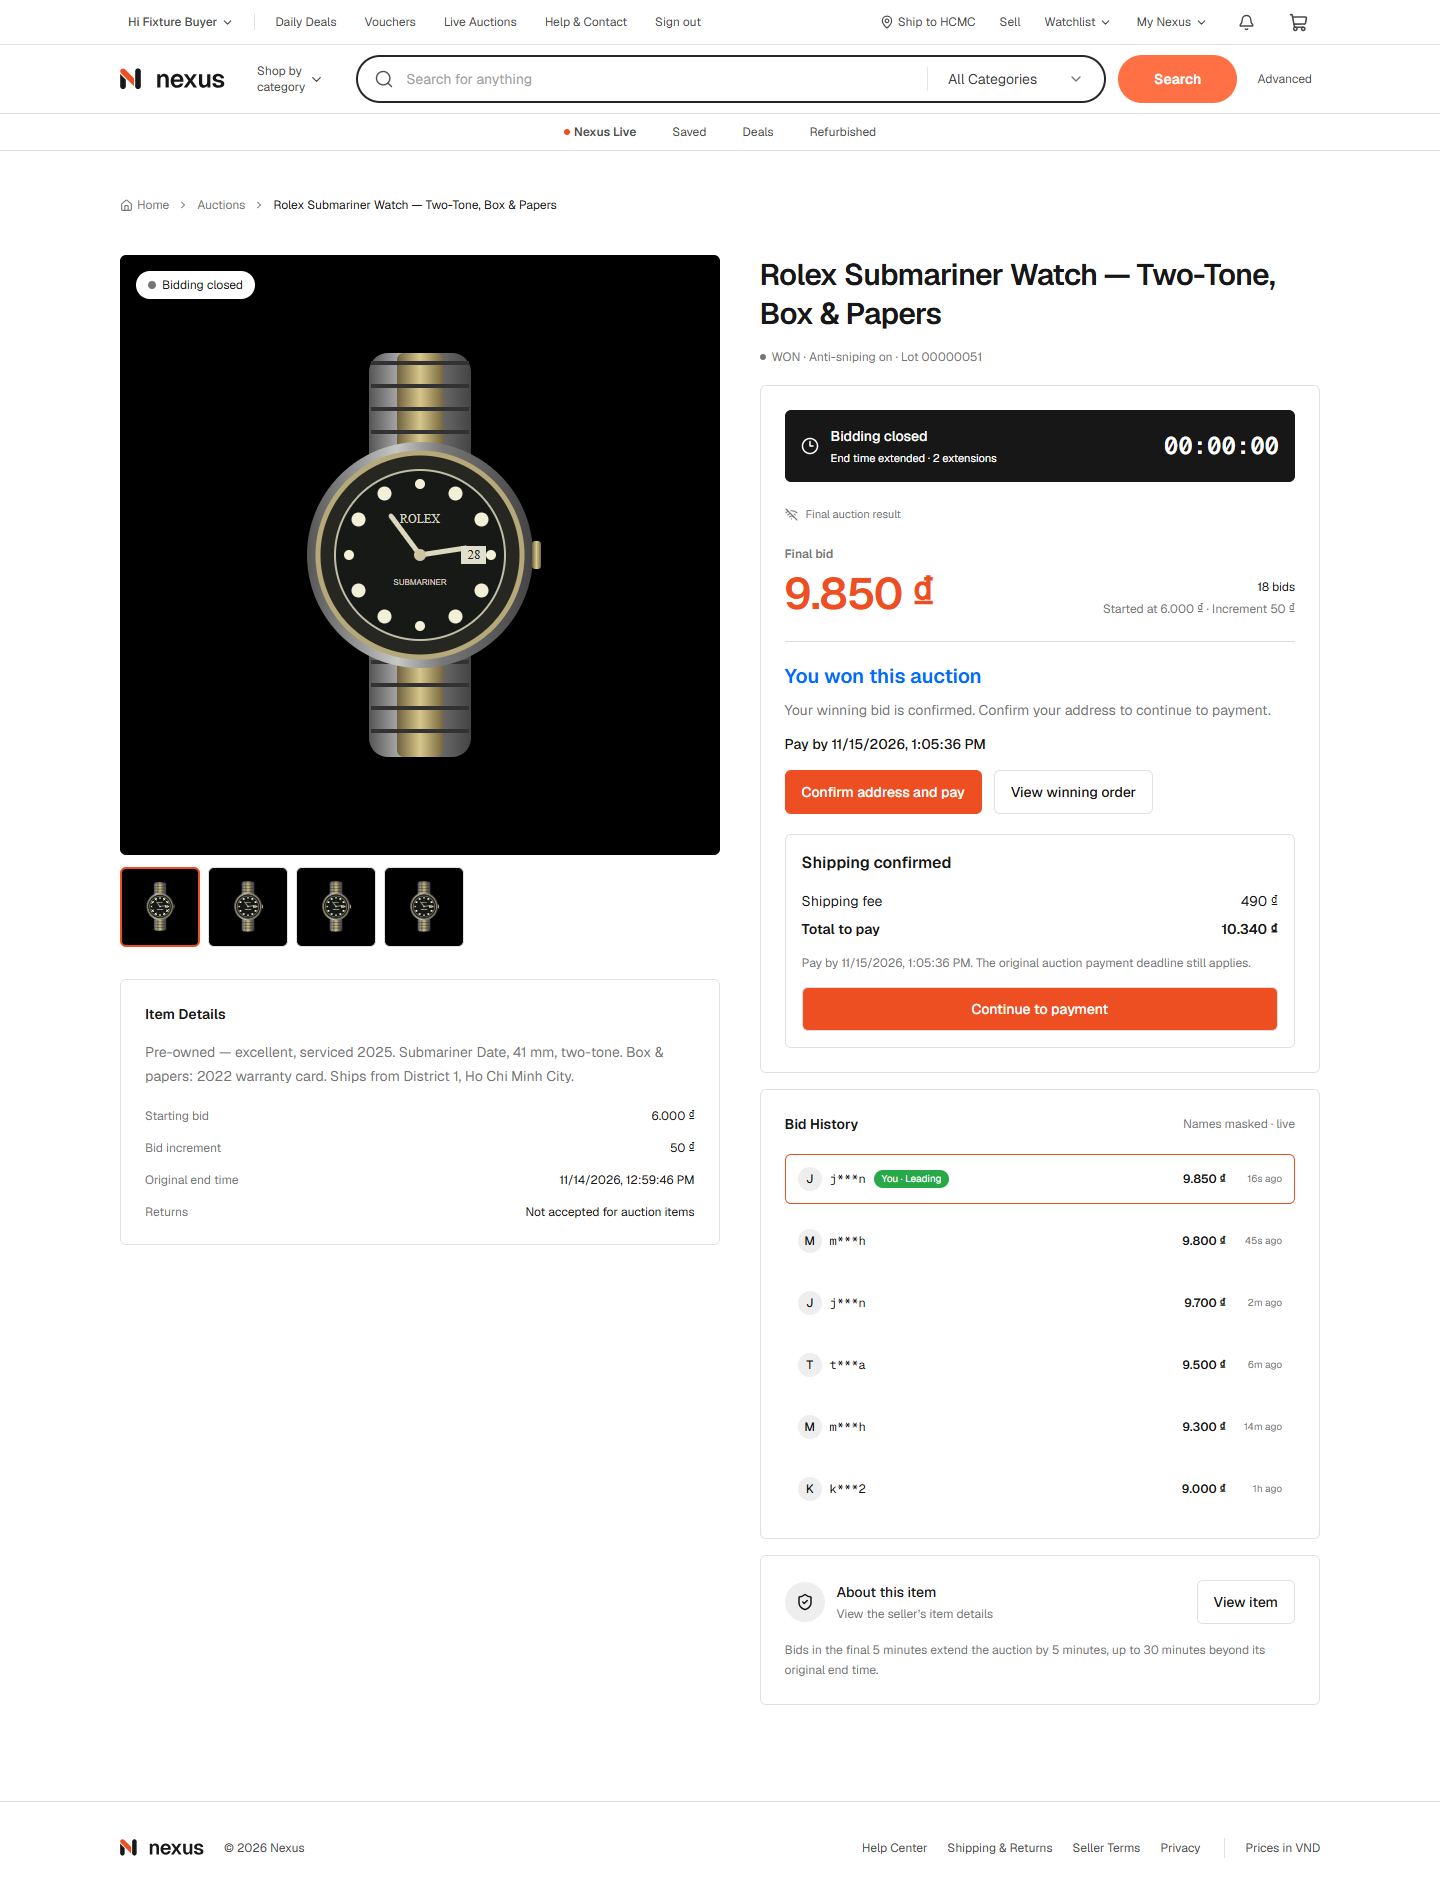 Hi Fixture Buyer
Daily Deals
Vouchers
Live Auctions
Help & Contact
Sign out
Ship to HCMC
Sell
Watchlist
My Nexus
nexus
Shop by
category
Search for anything
All Categories
Search
Advanced
Nexus Live
Saved
Deals
Refurbished
Home
Auctions
Rolex Submariner Watch — Two-Tone, Box & Papers
Bidding closed
ROLEX
28
SUBMARINER
Rolex Submariner Watch — Two-Tone,
Box & Papers
WON · Anti-sniping on · Lot 00000051
Bidding closed
End time extended · 2 extensions
00:00:00
Final auction result
Final bid
9.850 ₫
18 bids
Started at 6.000 ₫ · Increment 50 ₫
You won this auction
Your winning bid is confirmed. Confirm your address to continue to payment.
Pay by 11/15/2026, 1:05:36 PM
Confirm address and pay
View winning order
Shipping confirmed
Shipping fee
490 ₫
Total to pay
10.340 ₫
Pay by 11/15/2026, 1:05:36 PM. The original auction payment deadline still applies.
Continue to payment
Item Details
Pre-owned — excellent, serviced 2025. Submariner Date, 41 mm, two-tone. Box &
papers: 2022 warranty card. Ships from District 1, Ho Chi Minh City.
Starting bid
6.000 ₫
Bid increment
50 ₫
Original end time
11/14/2026, 12:59:46 PM
Returns
Not accepted for auction items
Bid History
Names masked · live
J
j***n
You · Leading
9.850 ₫
16s ago
M
m***h
9.800 ₫
45s ago
J
j***n
9.700 ₫
2m ago
T
t***a
9.500 ₫
6m ago
M
m***h
9.300 ₫
14m ago
K
k***2
9.000 ₫
1h ago
About this item
View the seller's item details
View item
Bids in the final 5 minutes extend the auction by 5 minutes, up to 30 minutes beyond its
original end time.
nexus
© 2026 Nexus
Help Center
Shipping & Returns
Seller Terms
Privacy
Prices in VND